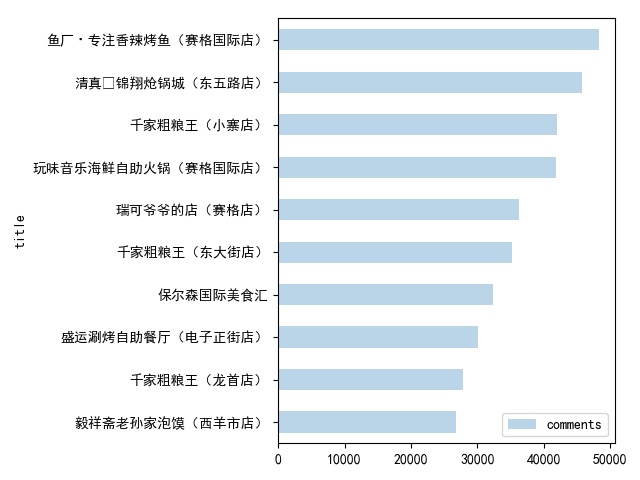 鱼厂·专注香辣烤鱼（赛格国际店）
清真□锦翔炝锅城（东五路店）
千家粗粮王（小寨店）
玩味音乐海鲜自助火锅（赛格国际店）
瑞可爷爷的店（赛格店）
千家粗粮王（东大街店）
保尔森国际美食汇
盛运涮烤自助餐厅（电子正街店）
千家粗粮王（龙首店）
毅祥斋老孙家泡馍（西羊市店）
title
comments
0 10000 20000 30000 40000 50000